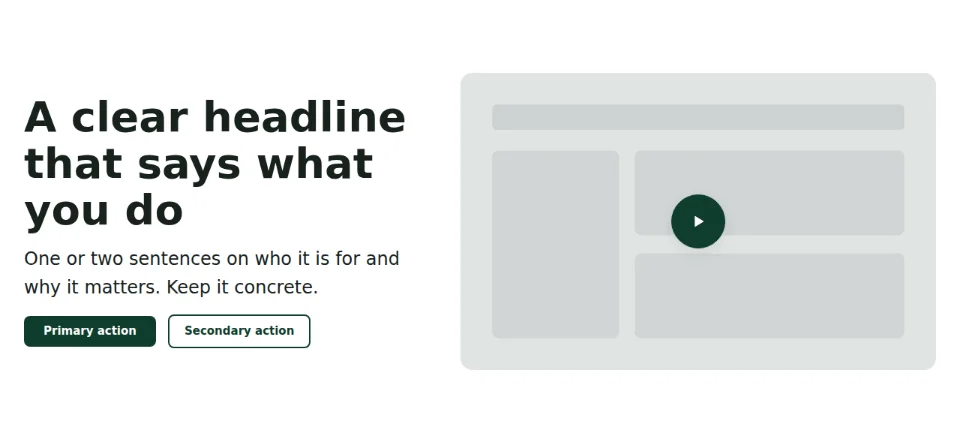 A clear headline
that says what
you do
One or two sentences on who it is for and
why it matters. Keep it concrete.
Primary action
Secondary action